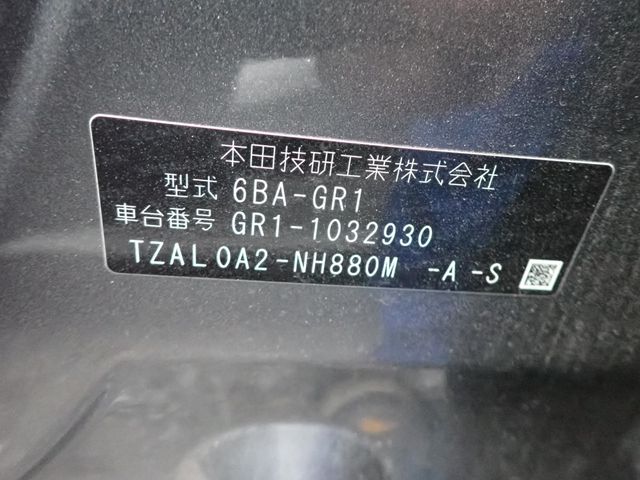 本田技研工業株式会社
型式 6BA-GR1
車台番号 GR1-1032930
TZAL0A2-NH880M -A -S